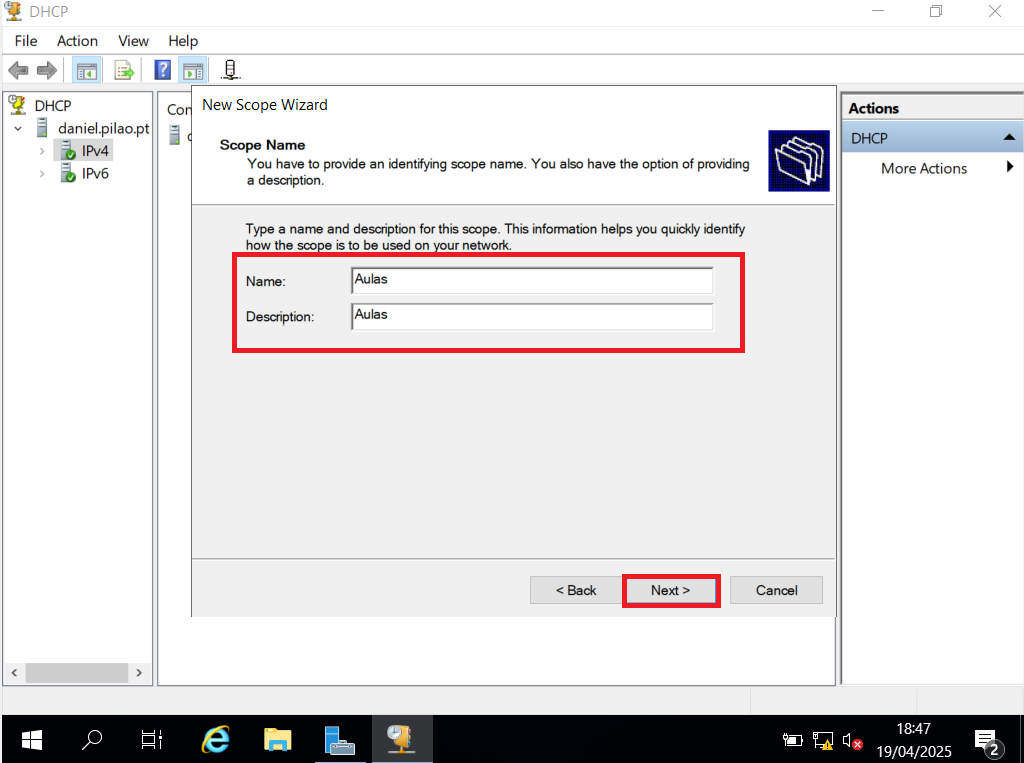 DHCP
File Action View Help
DHCP
daniel.pilao.pt
IPv4
IPv6
Con
New Scope Wizard
Scope Name
You have to provide an identifying scope name. You also have the option of providing
a description.
Type a name and description for this scope. This information helps you quickly identify
how the scope is to be used on your network.
Name: Aulas
Description: Aulas
< Back Next > Cancel
Actions
DHCP
More Actions
18:47
19/04/2025
2